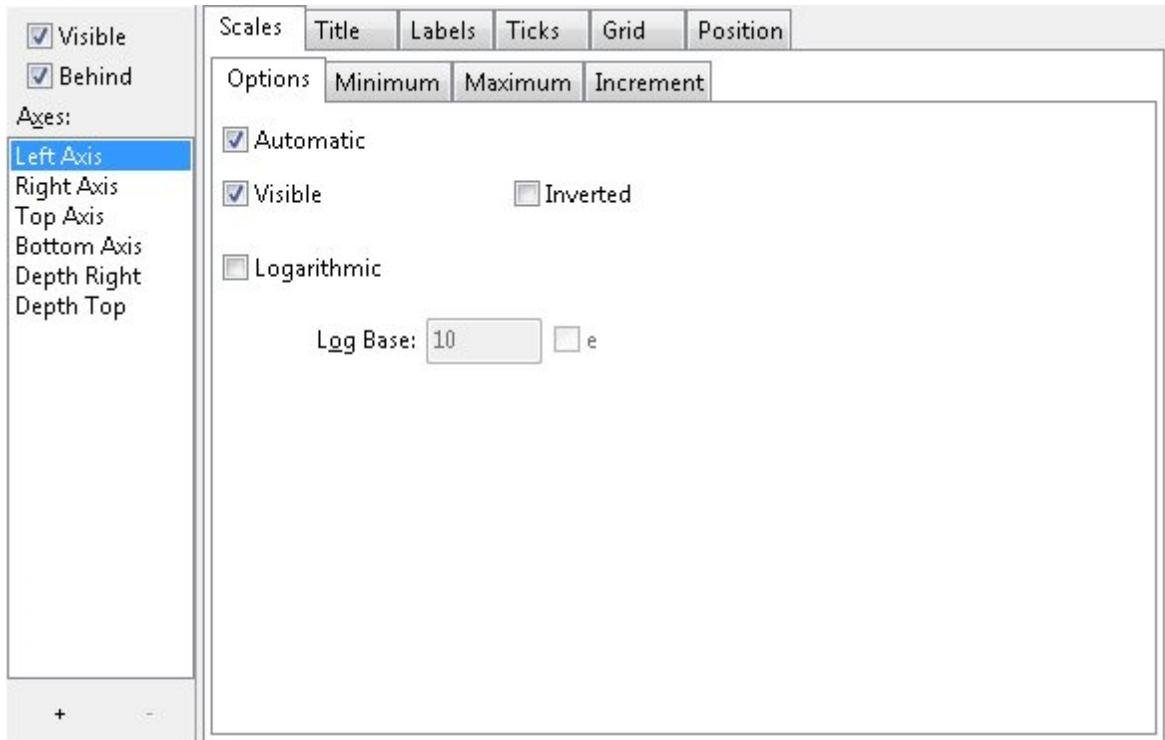 Visible
Behind
Axes:
Left Axis
Right Axis
Top Axis
Bottom Axis
Depth Right
Depth Top
+ -
Scales Title Labels Ticks Grid Position
Options Minimum Maximum Increment
Automatic
Visible Inverted
Logarithmic
Log Base: 10 e